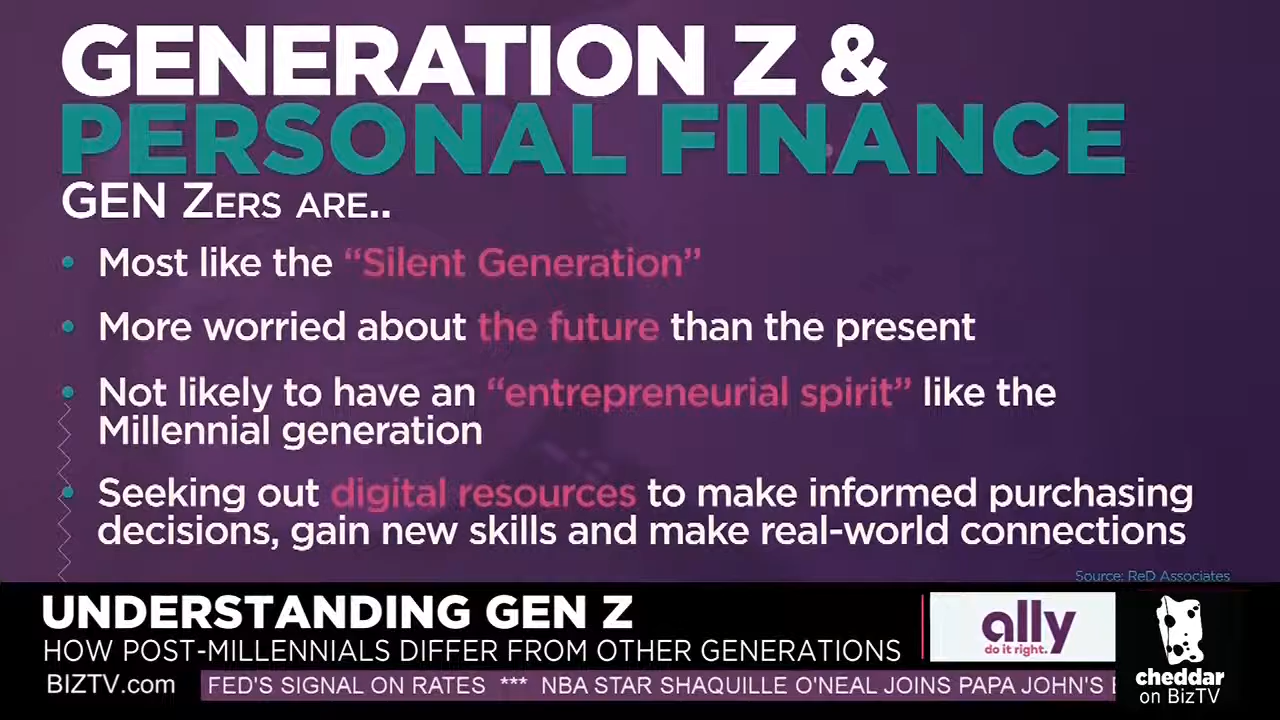 GENERATION Z &
PERSONAL FINANCE
GEN ZERS ARE..
• Most like the “Silent Generation”
• More worried about the future than the present
• Not likely to have an “entrepreneurial spirit” like the
Millennial generation
• Seeking out digital resources to make informed purchasing
decisions, gain new skills and make real-world connections
Source: ReD Associates
UNDERSTANDING GEN Z
HOW POST-MILLENNIALS DIFFER FROM OTHER GENERATIONS
ally
do it right.
BIZTV.com
FED'S SIGNAL ON RATES *** NBA STAR SHAQUILLE O'NEAL JOINS PAPA JOHN'S
cheddar
on BizTV